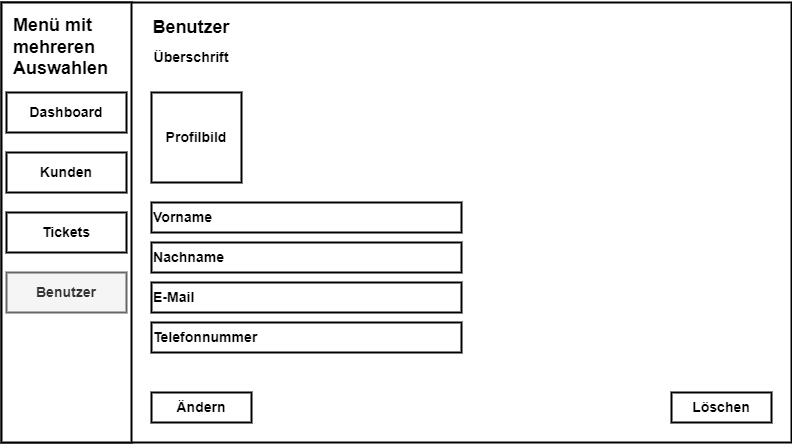 Menü mit
mehreren
Auswahlen
Dashboard
Kunden
Tickets
Benutzer
Benutzer
Überschrift
Profilbild
Vorname
Nachname
E-Mail
Telefonnummer
Ändern
Löschen